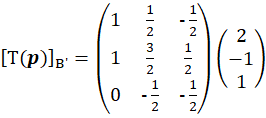 [T(p)]B' = (1 1/2 -1/2; 1 3/2 1/2; 0 -1/2 -1/2) (2; -1; 1)